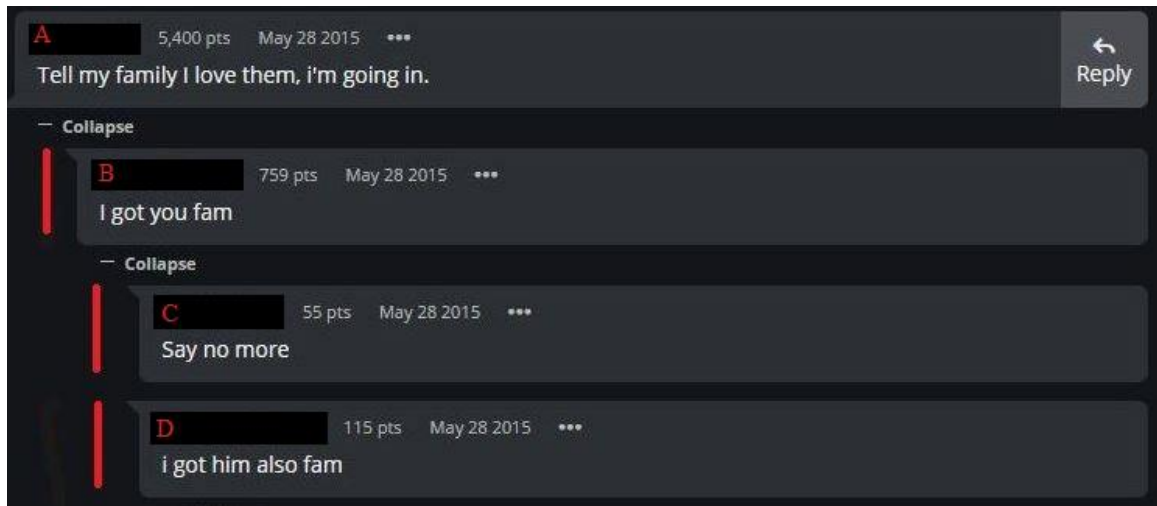 A 5,400 pts May 28 2015 •••
Reply
Tell my family I love them, i'm going in.
— Collapse
B 759 pts May 28 2015 •••
I got you fam
— Collapse
C 55 pts May 28 2015 •••
Say no more
D 115 pts May 28 2015 •••
i got him also fam